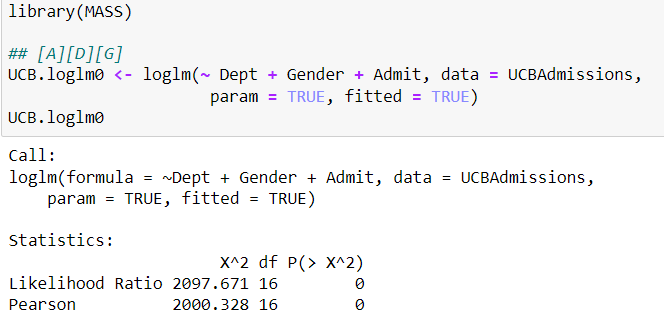 library(MASS)
## [A][D][G]
UCB.loglm0 <- loglm(~ Dept + Gender + Admit, data = UCBAdmissions,
                    param = TRUE, fitted = TRUE)
UCB.loglm0
Call:
loglm(formula = ~Dept + Gender + Admit, data = UCBAdmissions,
    param = TRUE, fitted = TRUE)
Statistics:
                      X^2 df P(> X^2)
Likelihood Ratio 2097.671 16        0
Pearson          2000.328 16        0